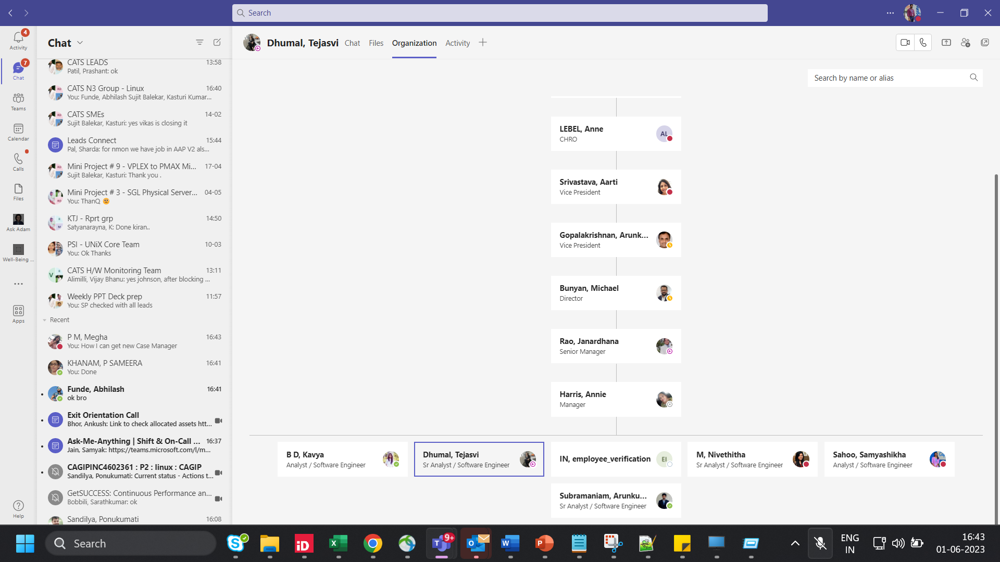 Search
4
Activity
7
Chat
Teams
Calendar
Calls
Files
Ask Adam
Well-Being ...
Apps
Help
Chat
CATS LEADS 13:58
Patil, Prashant: ok
CATS N3 Group - Linux 16:40
You: Funde, Abhilash Sujit Balekar, Kasturi Kumar...
CATS SMEs 14-02
Sujit Balekar, Kasturi: yes vikas is closing it
Leads Connect 15:44
Pal, Sharda: for nmon we have job in AAP V2 als...
Mini Project # 9 - VPLEX to PMAX Mi... 17-04
Sujit Balekar, Kasturi: Thank you .
Mini Project # 3 - SGL Physical Server... 04-05
You: ThanQ 🙂
KTJ - Rprt grp 14:50
Satyanarayna, K: Done kiran..
PSI - UNiX Core Team 10-03
You: Ok Thanks
V
CATS H/W Monitoring Team 13:11
Alimilli, Vijay Bhanu: yes johnson, after blocking ...
Weekly PPT Deck prep 11:57
You: SP checked with all leads
Recent
P M, Megha 16:43
You: How I can get new Case Manager
KHANAM, P SAMEERA 16:41
You: Done
Funde, Abhilash 16:41
ok bro
Exit Orientation Call
Bhor, Ankush: Link to check allocated assets htt...
Ask-Me-Anything | Shift & On-Call ... 16:37
Jain, Samyak: https://teams.microsoft.com/l/m...
CAGIPINC4602361 : P2 : linux : CAGIP
Sandilya, Ponukumati: Current status - Actions t...
GetSUCCESS: Continuous Performance an...
Bobbili, Sarathkumar: ok
Sandilya, Ponukumati 16:08
Dhumal, Tejasvi Chat Files Organization Activity
Search by name or alias
LEBEL, Anne
CHRO
AL
Srivastava, Aarti
Vice President
Gopalakrishnan, Arunk...
Vice President
Bunyan, Michael
Director
Rao, Janardhana
Senior Manager
Harris, Annie
Manager
B D, Kavya
Analyst / Software Engineer
Dhumal, Tejasvi
Sr Analyst / Software Engineer
IN, employee_verification
EI
M, Nivethitha
Sr Analyst / Software Engineer
Sahoo, Samyashikha
Analyst / Software Engineer
Subramaniam, Arunku...
Sr Analyst / Software Engineer
Search
9+
ENG
IN
16:43
01-06-2023